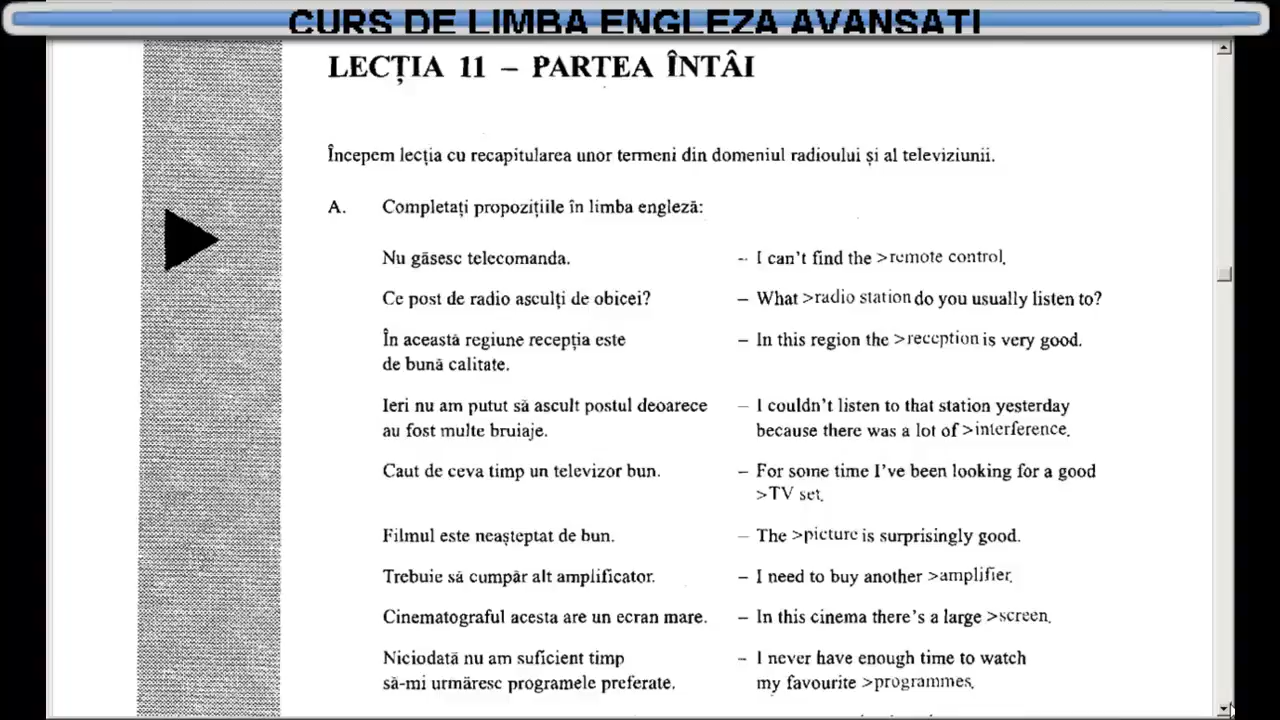 CURS DE LIMBA ENGLEZA AVANSATI
LECȚIA 11 – PARTEA ÎNTÂI
Începem lecția cu recapitularea unor termeni din domeniul radioului și al televiziunii.
A. Completați propozițiile în limba engleză:
Nu găsesc telecomanda. – I can't find the >remote control.
Ce post de radio asculți de obicei? – What >radio station do you usually listen to?
În această regiune recepția este – In this region the >reception is very good.
de bună calitate.
Ieri nu am putut să ascult postul deoarece – I couldn't listen to that station yesterday
au fost multe bruiaje. because there was a lot of >interference.
Caut de ceva timp un televizor bun. – For some time I've been looking for a good
>TV set.
Filmul este neașteptat de bun. – The >picture is surprisingly good.
Trebuie să cumpăr alt amplificator. – I need to buy another >amplifier.
Cinematograful acesta are un ecran mare. – In this cinema there's a large >screen.
Niciodată nu am suficient timp – I never have enough time to watch
să-mi urmăresc programele preferate. my favourite >programmes.